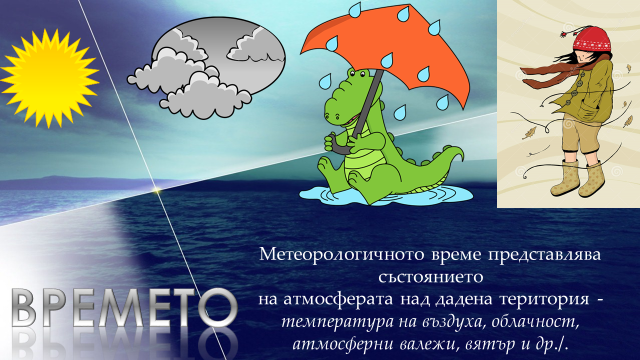 Метеорологичното време представлява
състоянието
на атмосферата над дадена територия -
температура на въздуха, облачност,
атмосферни валежи, вятър и др./.
ВРЕМЕТО